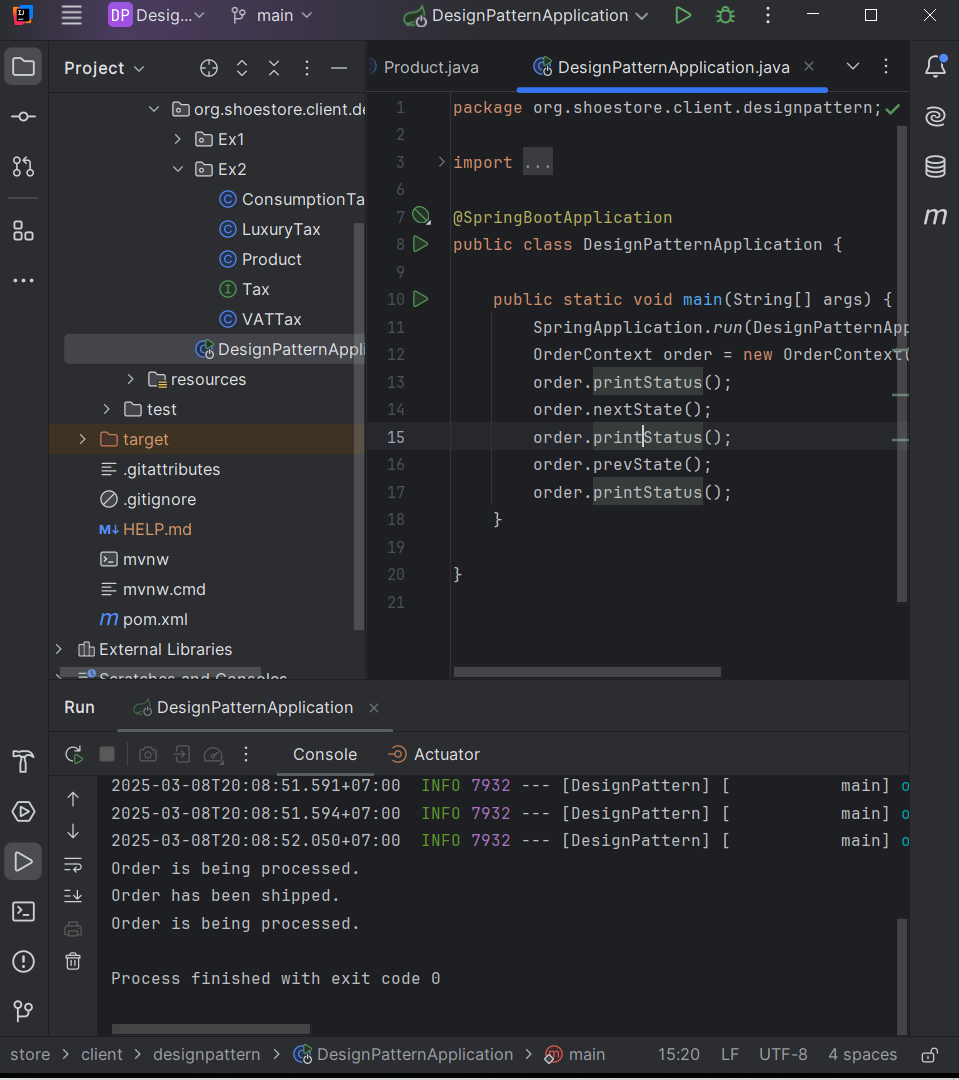 DP Desig... main DesignPatternApplication
Project
org.shoestore.client.de
Ex1
Ex2
ConsumptionTa
LuxuryTax
Product
Tax
VATTax
DesignPatternAppli
resources
test
target
.gitattributes
.gitignore
HELP.md
mvnw
mvnw.cmd
pom.xml
External Libraries
Scratches and Consoles
Product.java DesignPatternApplication.java
1 package org.shoestore.client.designpattern;
2
3 import ...
6
7 @SpringBootApplication
8 public class DesignPatternApplication {
9
10 public static void main(String[] args) {
11 SpringApplication.run(DesignPatternApp
12 OrderContext order = new OrderContext(
13 order.printStatus();
14 order.nextState();
15 order.printStatus();
16 order.prevState();
17 order.printStatus();
18 }
19
20 }
21
Run DesignPatternApplication
Console Actuator
2025-03-08T20:08:51.591+07:00 INFO 7932 --- [DesignPattern] [ main] o
2025-03-08T20:08:51.594+07:00 INFO 7932 --- [DesignPattern] [ main] o
2025-03-08T20:08:52.050+07:00 INFO 7932 --- [DesignPattern] [ main] o
Order is being processed.
Order has been shipped.
Order is being processed.
Process finished with exit code 0
store > client > designpattern > DesignPatternApplication > main 15:20 LF UTF-8 4 spaces